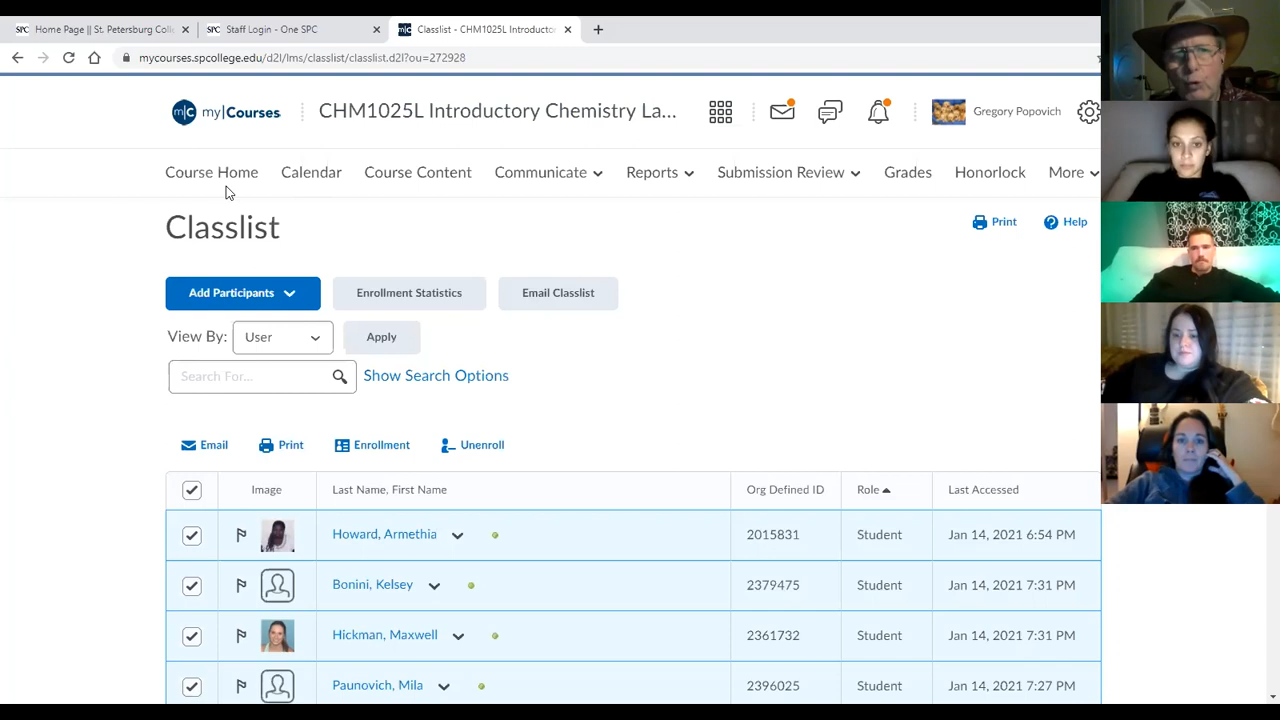 Home Page || St. Petersburg Coll
Staff Login - One SPC
Classlist - CHM1025L Introductor
mycourses.spcollege.edu/d2l/lms/classlist/classlist.d2l?ou=272928
m|C my|Courses
CHM1025L Introductory Chemistry La...
Gregory Popovich
Course Home
Calendar
Course Content
Communicate
Reports
Submission Review
Grades
Honorlock
More
Classlist
Print
Help
Add Participants
Enrollment Statistics
Email Classlist
View By:
User
Apply
Search For...
Show Search Options
Email
Print
Enrollment
Unenroll
Image
Last Name, First Name
Org Defined ID
Role
Last Accessed
Howard, Armethia
2015831
Student
Jan 14, 2021 6:54 PM
Bonini, Kelsey
2379475
Student
Jan 14, 2021 7:31 PM
Hickman, Maxwell
2361732
Student
Jan 14, 2021 7:31 PM
Paunovich, Mila
2396025
Student
Jan 14, 2021 7:27 PM